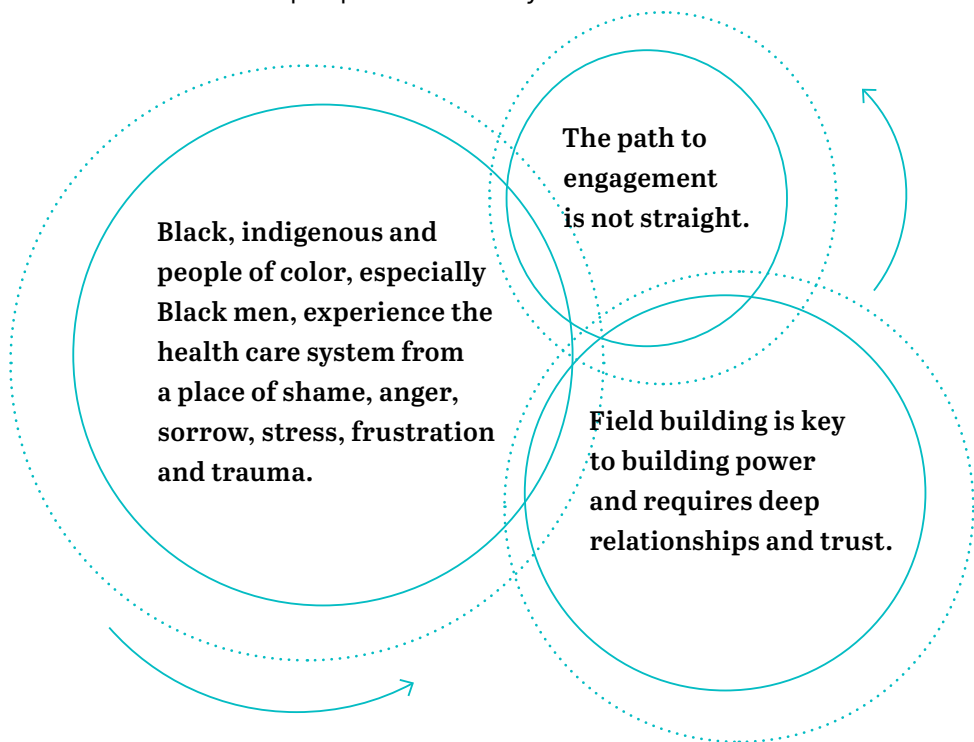 Black, indigenous and
people of color, especially
Black men, experience the
health care system from
a place of shame, anger,
sorrow, stress, frustration
and trauma.
The path to
engagement
is not straight.
Field building is key
to building power
and requires deep
relationships and trust.